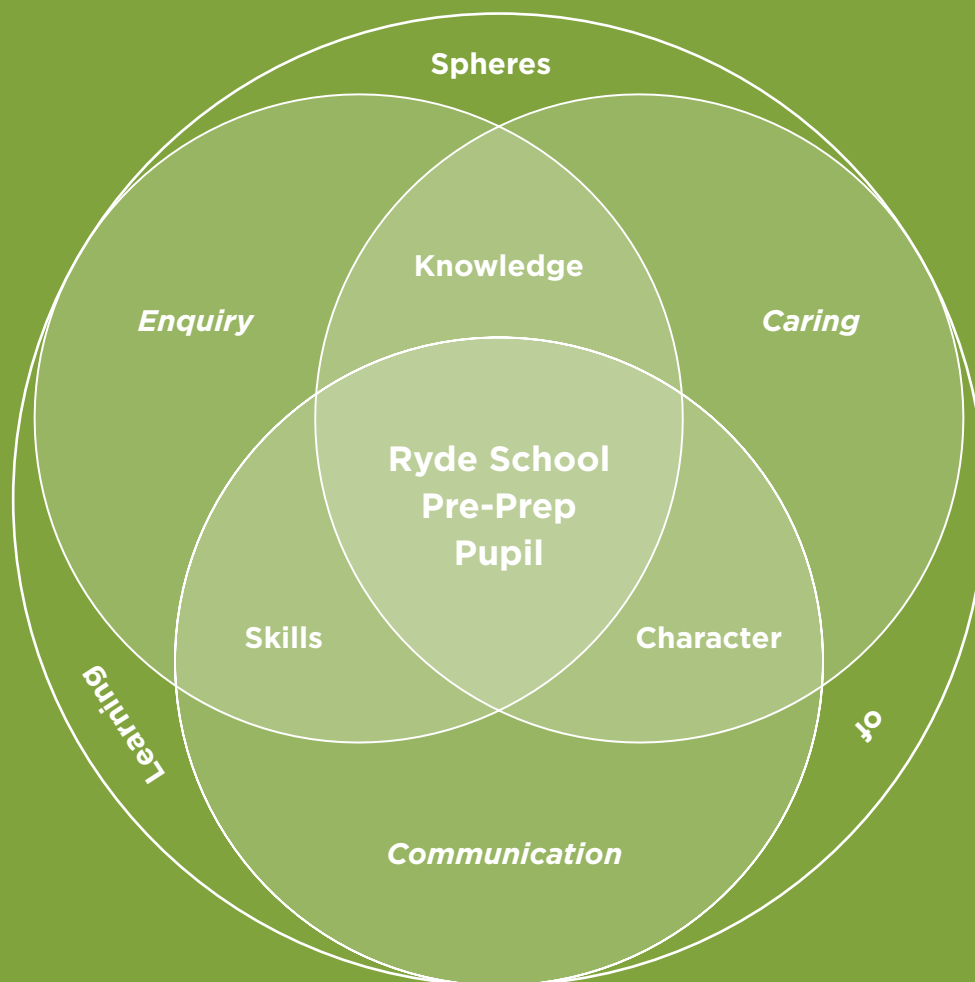 Spheres
Knowledge
Enquiry
Caring
Ryde School
Pre-Prep
Pupil
Skills
Character
Learning
of
Communication